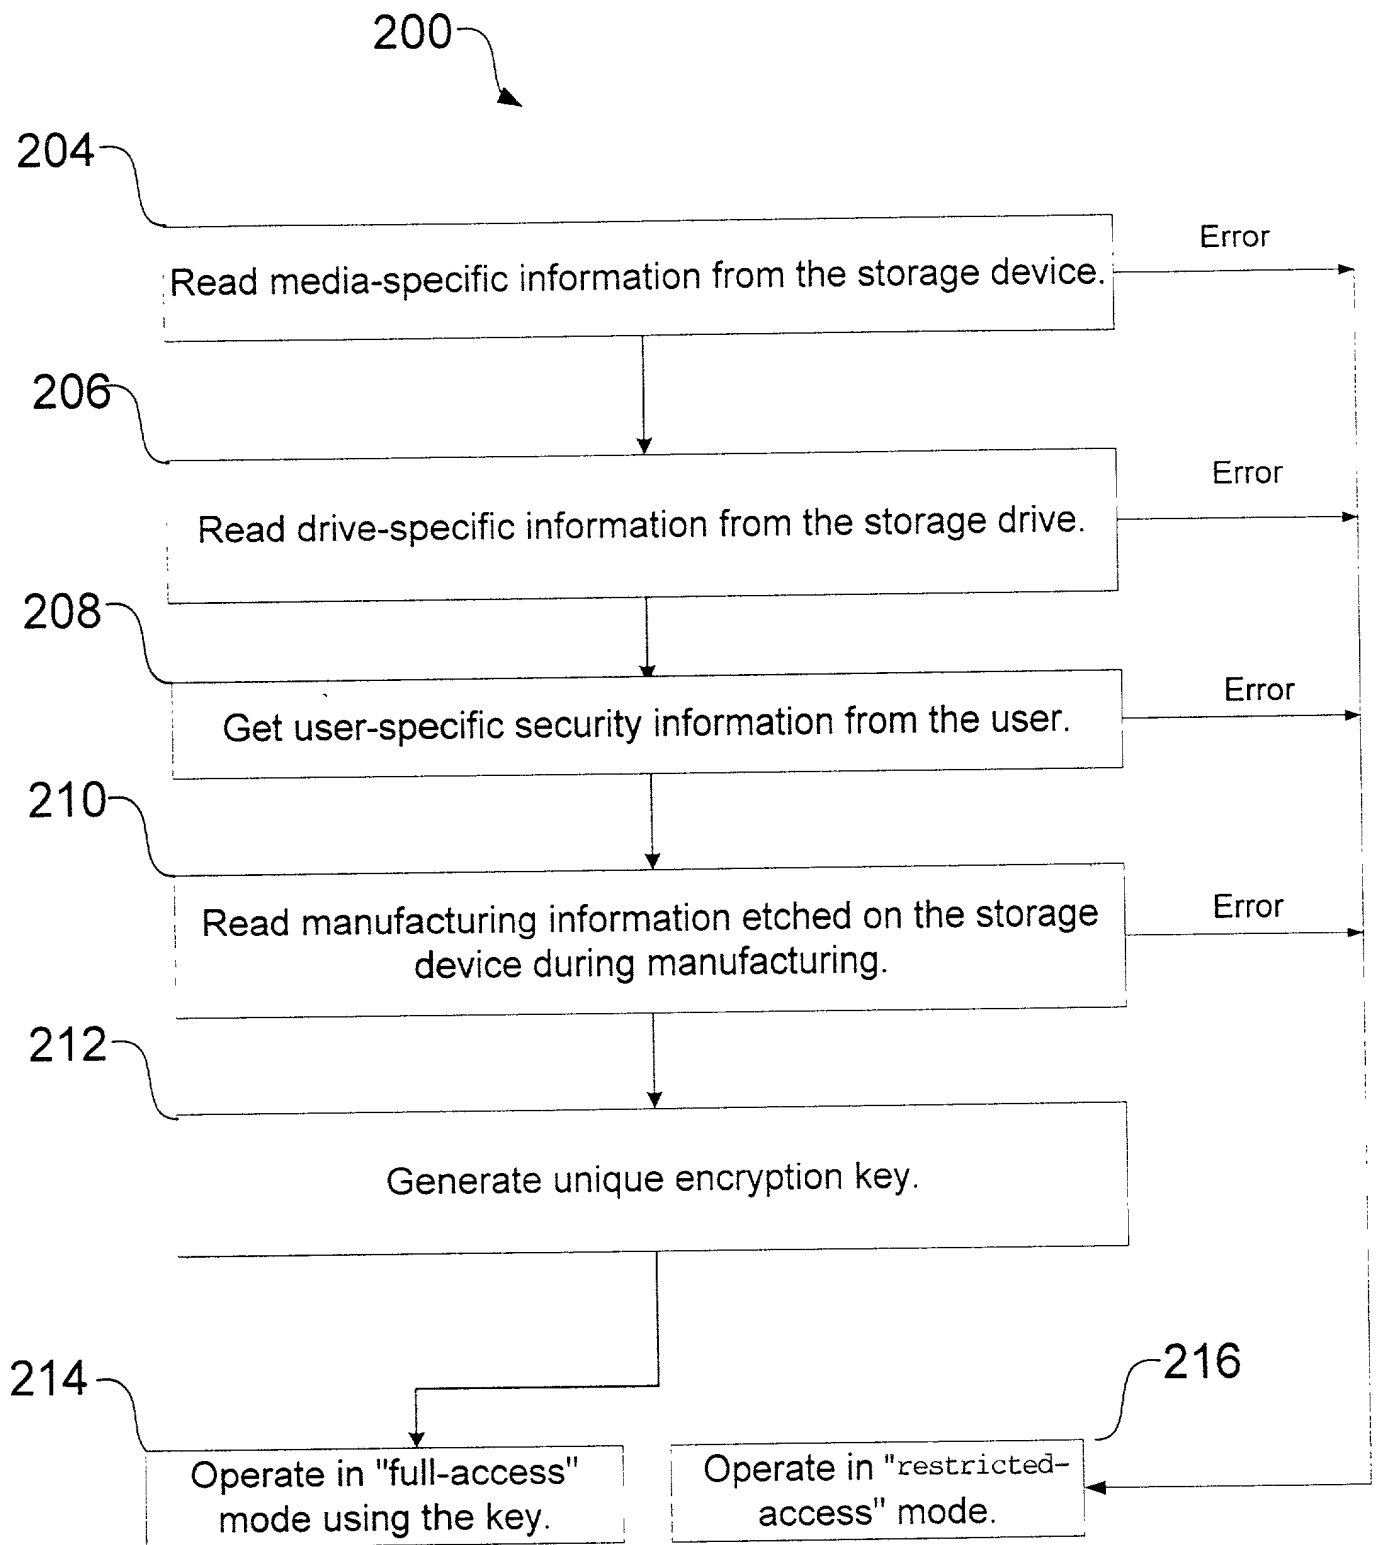 200
204
Read media-specific information from the storage device.
Error
206
Read drive-specific information from the storage drive.
Error
208
Get user-specific security information from the user.
Error
210
Read manufacturing information etched on the storage
device during manufacturing.
Error
212
Generate unique encryption key.
214
Operate in "full-access"
mode using the key.
216
Operate in "restricted-
access" mode.